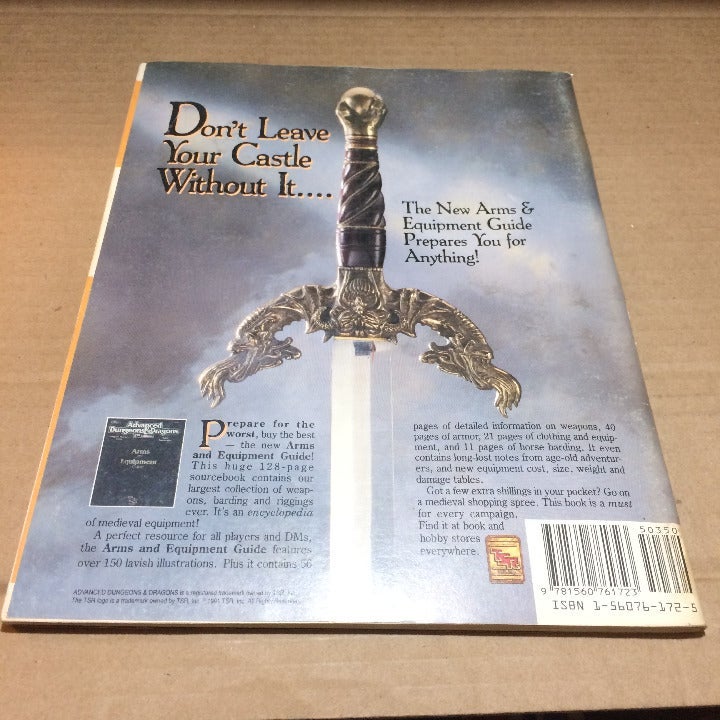 Don't Leave
Your Castle
Without It....
The New Arms &
Equipment Guide
Prepares You for
Anything!
Advanced
Dungeons & Dragons
Arms
Equipment
Prepare for the
worst, buy the best
— the new Arms
and Equipment Guide!
This huge 128-page
sourcebook contains our
largest collection of weap-
ons, barding and riggings
ever. It's an encyclopedia
of medieval equipment!
A perfect resource for all players and DMs,
the Arms and Equipment Guide features
over 150 lavish illustrations. Plus it contains 56
pages of detailed information on weapons, 40
pages of armor, 21 pages of clothing and equip-
ment, and 11 pages of horse barding. It even
contains long-lost notes from age-old adventur-
ers, and new equipment cost, size, weight and
damage tables.
Got a few extra shillings in your pocket? Go on
a medieval shopping spree. This book is a must
for every campaign.
Find it at book and
hobby stores
everywhere.
TSR
ADVANCED DUNGEONS & DRAGONS is a registered trademark owned by TSR, Inc.
The TSR logo is a trademark owned by TSR, Inc. ©1991 TSR, Inc. All Rights Reserved.
50350
9 781560 761723
ISBN 1-56076-172-5